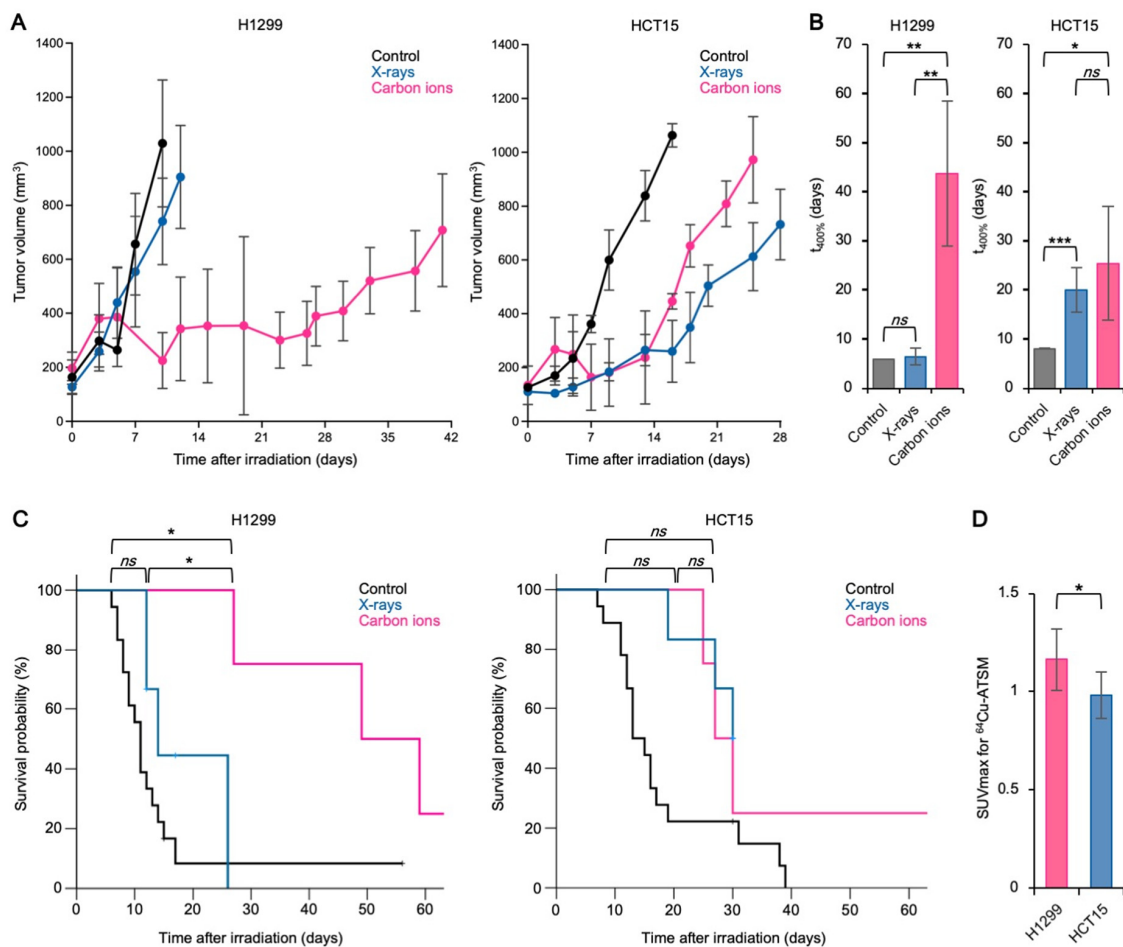 A
H1299
1400
1200
1000
800
600
400
200
0
Tumor volume (mm³)
Control
X-rays
Carbon ions
0 7 14 21 28 35 42
Time after irradiation (days)
HCT15
1400
1200
1000
800
600
400
200
0
Tumor volume (mm³)
Control
X-rays
Carbon ions
0 7 14 21 28
Time after irradiation (days)
B
H1299
70
60
50
40
30
20
10
0
t400% (days)
**
**
ns
Control
X-rays
Carbon ions
HCT15
70
60
50
40
30
20
10
0
t400% (days)
*
ns
***
Control
X-rays
Carbon ions
C
H1299
*
ns *
100
80
60
40
20
0
Survival probability (%)
Control
X-rays
Carbon ions
0 10 20 30 40 50 60
Time after irradiation (days)
HCT15
ns
ns ns
100
80
60
40
20
0
Survival probability (%)
Control
X-rays
Carbon ions
0 10 20 30 40 50 60
Time after irradiation (days)
D
1.5
1
0.5
0
SUVmax for ⁶⁴Cu-ATSM
*
H1299
HCT15